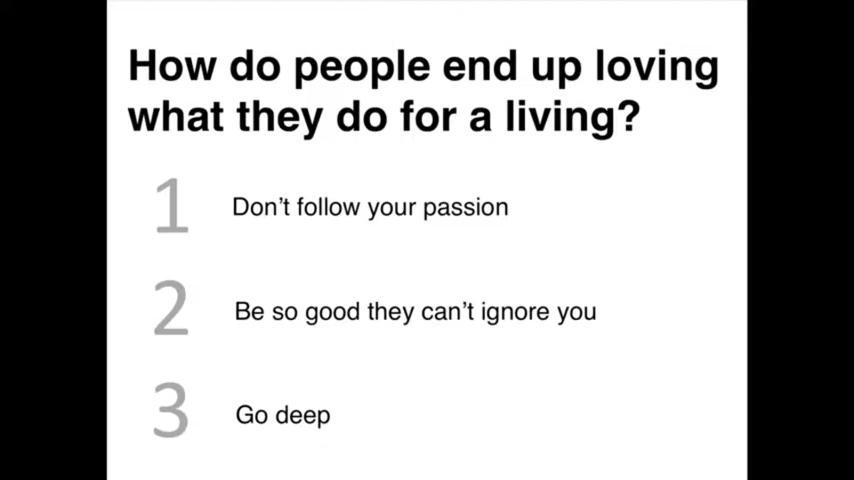 How do people end up loving
what they do for a living?
1 Don't follow your passion
2 Be so good they can't ignore you
3 Go deep